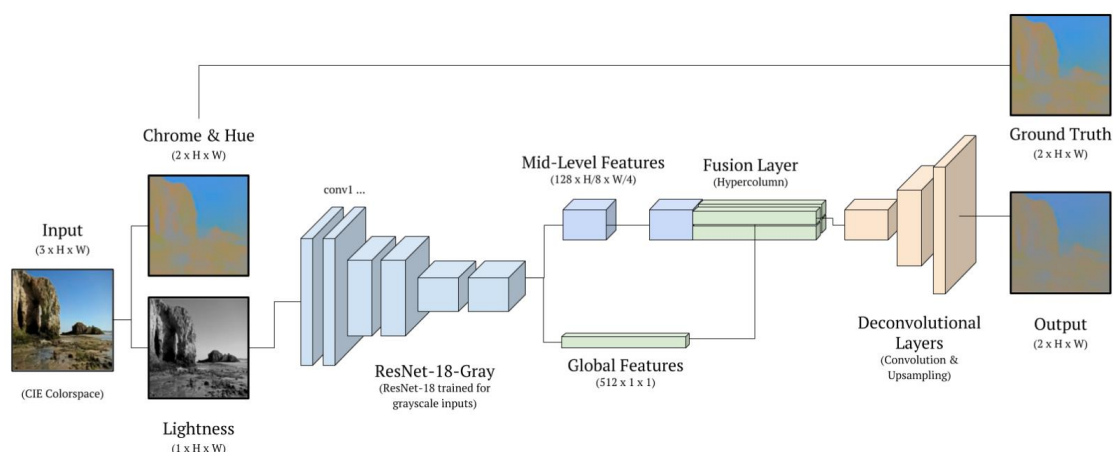 Input
(3 x H x W)
(CIE Colorspace)
Chrome & Hue
(2 x H x W)
Lightness
(1 x H x W)
conv1 ...
ResNet-18-Gray
(ResNet-18 trained for
grayscale inputs)
Mid-Level Features
(128 x H/8 x W/4)
Global Features
(512 x 1 x 1)
Fusion Layer
(Hypercolumn)
Deconvolutional
Layers
(Convolution &
Upsampling)
Ground Truth
(2 x H x W)
Output
(2 x H x W)